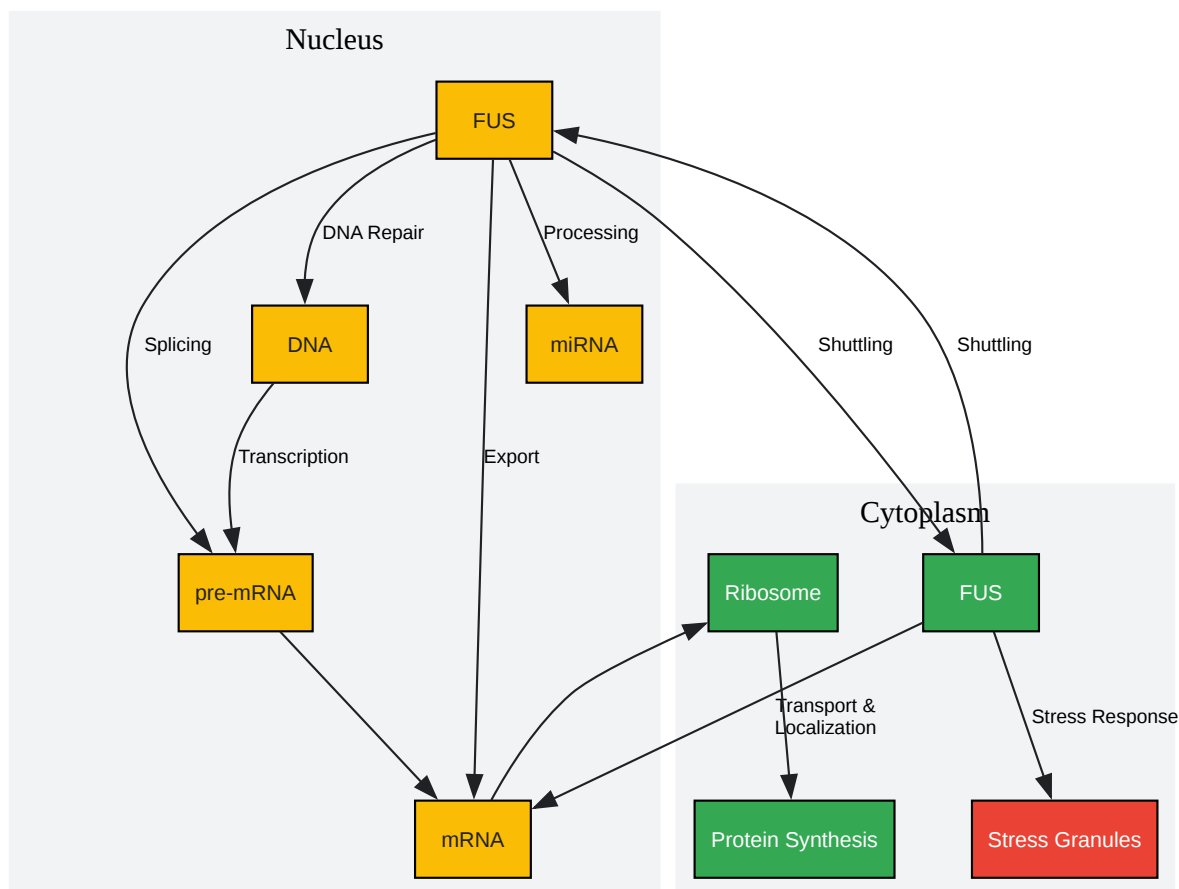 Nucleus
FUS
DNA Repair
Processing
Splicing
DNA
miRNA
Shuttling
Shuttling
Transcription
Export
Cytoplasm
pre-mRNA
Ribosome
FUS
Transport &
Localization
Stress Response
mRNA
Protein Synthesis
Stress Granules